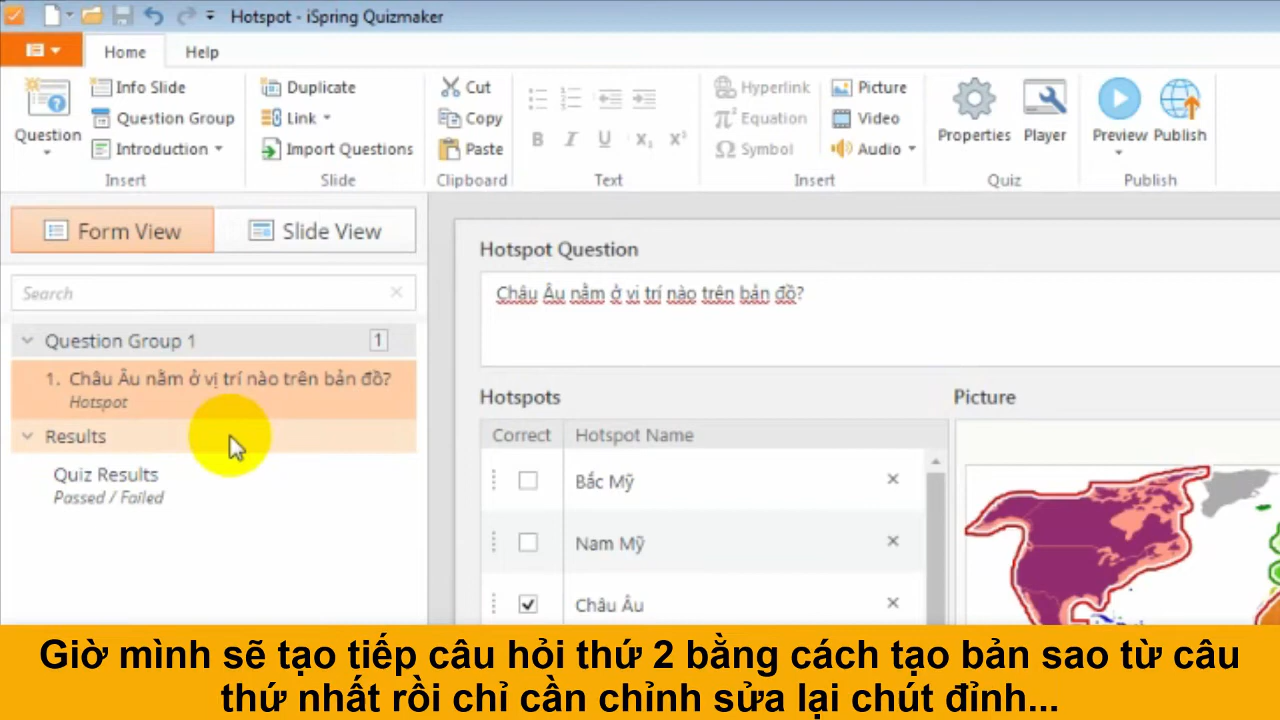 Hotspot - iSpring Quizmaker
Home Help
Info Slide Duplicate Cut Hyperlink Picture
Question Group Link Copy Equation Video
Question Introduction Import Questions Paste B I U X₁ X² Symbol Audio Properties Player Preview Publish
Insert Slide Clipboard Text Insert Quiz Publish
Form View Slide View
Hotspot Question
Search
Châu Âu nằm ở vị trí nào trên bản đồ?
Question Group 1 1
1. Châu Âu nằm ở vị trí nào trên bản đồ?
Hotspot
Hotspots Picture
Results
Correct Hotspot Name
Quiz Results
Passed / Failed
Bắc Mỹ
Nam Mỹ
Châu Âu
Giờ mình sẽ tạo tiếp câu hỏi thứ 2 bằng cách tạo bản sao từ câu
thứ nhất rồi chỉ cần chỉnh sửa lại chút đỉnh...